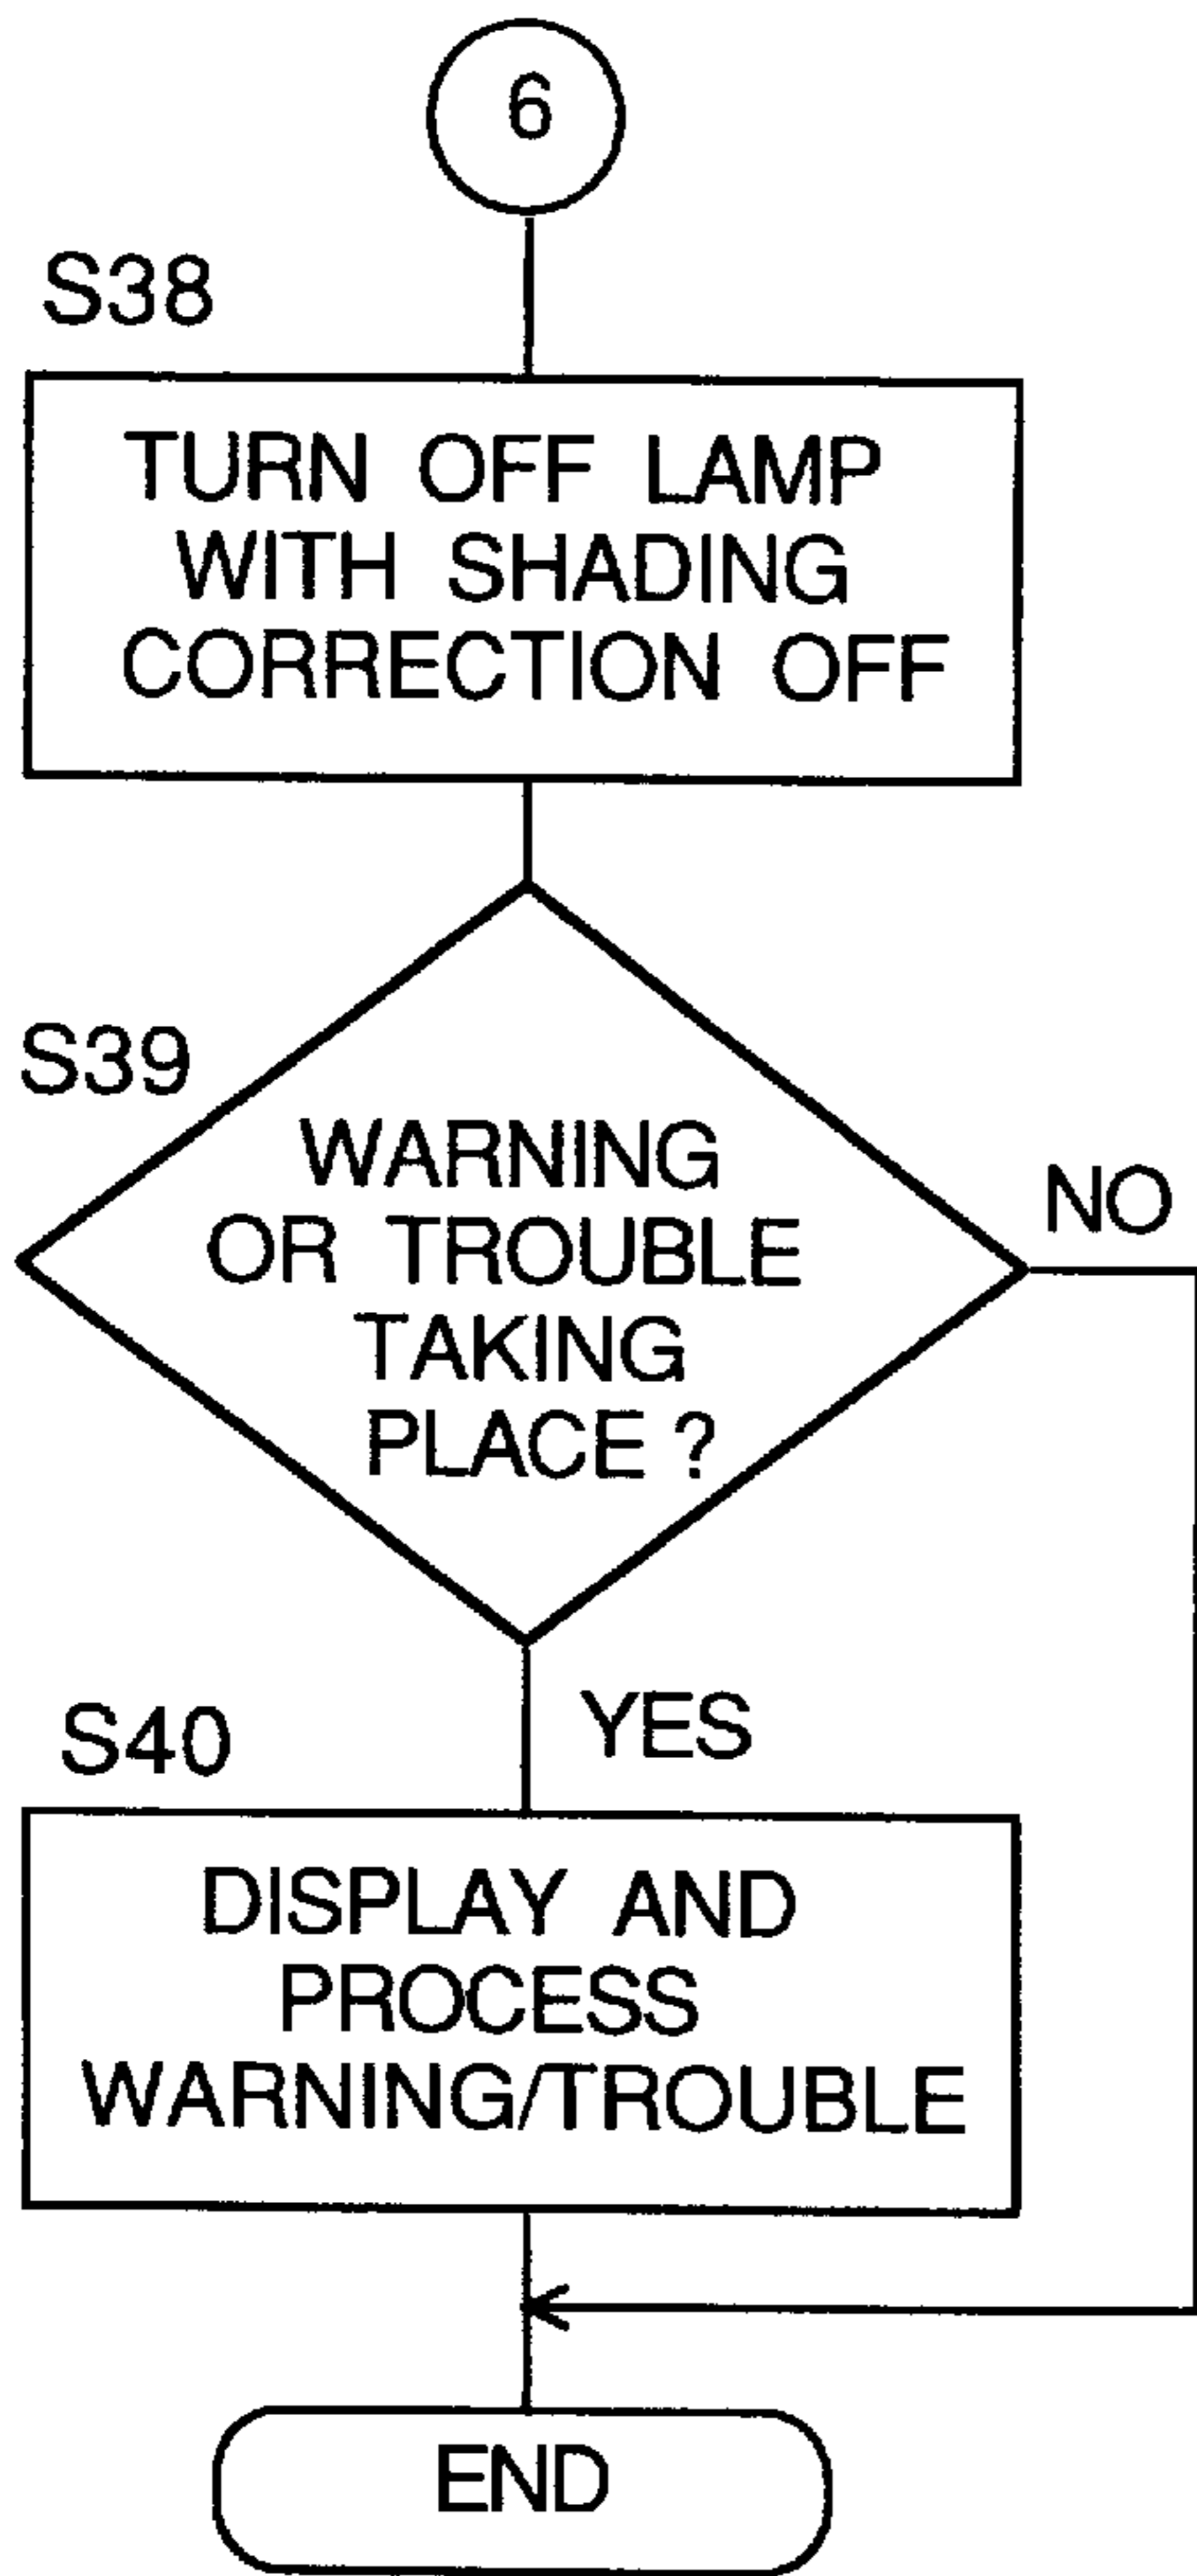 6
S38
TURN OFF LAMP
WITH SHADING
CORRECTION OFF
S39
WARNING
OR TROUBLE
TAKING
PLACE ?
NO
YES
S40
DISPLAY AND
PROCESS
WARNING/TROUBLE
END